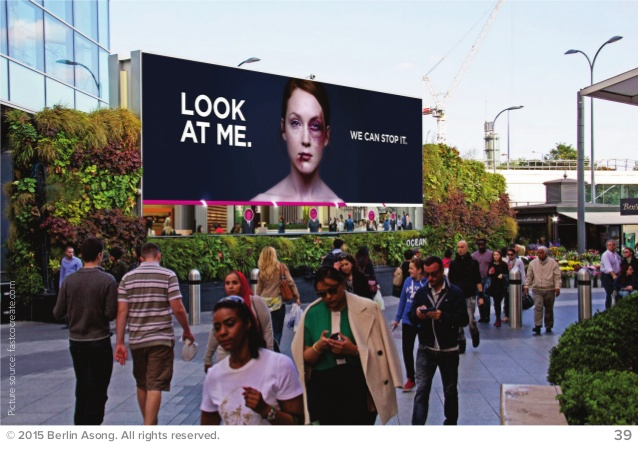 LOOK
AT ME.
WE CAN STOP IT.
OCEAN
Picture source: fastcocreate.com
© 2015 Berlin Asong. All rights reserved.
39